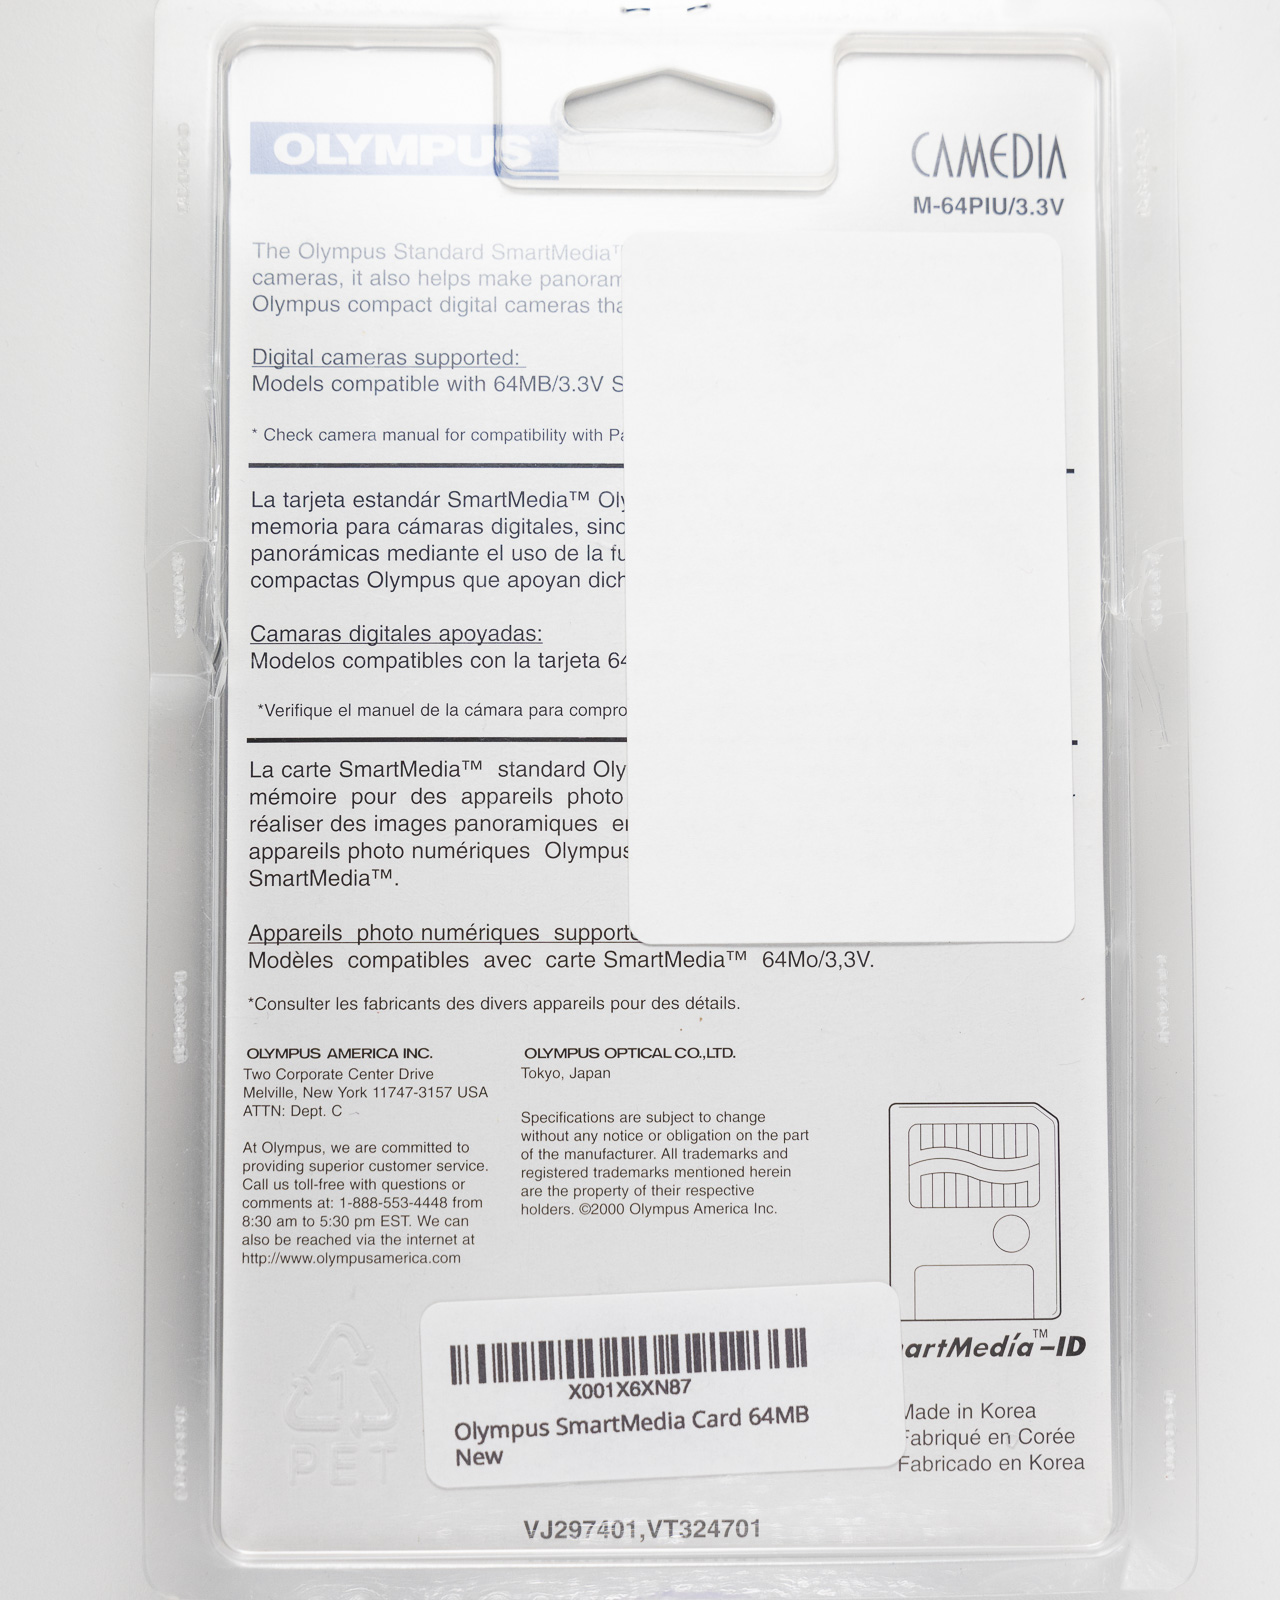 OLYMPUS
CAMEDIA
M-64PIU/3.3V
The Olympus Standard SmartMedia™
cameras, it also helps make
Olympus compact digital cameras
Digital cameras supported:
Models compatible with 64MB/3.3V
* Check camera manual for compatibility with
La tarjeta estandár SmartMedia™
memoria para cámaras digitales,
panorámicas mediante el uso de la
compactas Olympus que apoyan
Camaras digitales apoyadas:
Modelos compatibles con la tarjeta
*Verifique el manuel de la cámara para
La carte SmartMedia™ standard
mémoire pour des appareils photo
réaliser des images panoramiques
appareils photo numériques Olympus
SmartMedia™.
Appareils photo numériques
Modèles compatibles avec carte SmartMedia™ 64Mo/3,3V.
*Consulter les fabricants des divers appareils pour des détails.
OLYMPUS AMERICA INC.
Two Corporate Center Drive
Melville, New York 11747-3157 USA
ATTN: Dept. C
At Olympus, we are committed to
providing superior customer service.
Call us toll-free with questions or
comments at: 1-888-553-4448 from
8:30 am to 5:30 pm EST. We can
also be reached via the internet at
http://www.olympusamerica.com
OLYMPUS OPTICAL CO.,LTD.
Tokyo, Japan
Specifications are subject to change
without any notice or obligation on the part
of the manufacturer. All trademarks and
registered trademarks mentioned herein
are the property of their respective
holders. ©2000 Olympus America Inc.
artMedia™-ID
Made in Korea
Fabriqué en Corée
Fabricado en Korea
1
PET
X001X6XN87
Olympus SmartMedia Card 64MB
New
VJ297401,VT324701